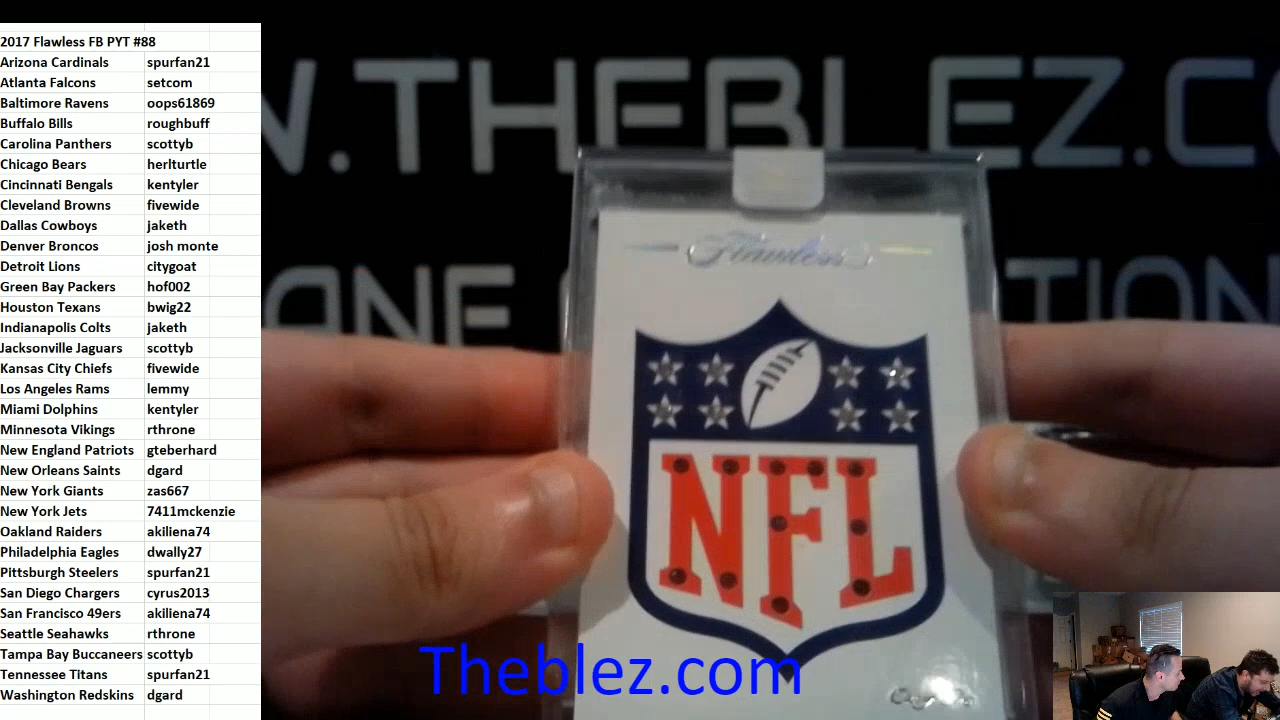 2017 Flawless FB PYT #88
Arizona Cardinals spurfan21
Atlanta Falcons setcom
Baltimore Ravens oops61869
Buffalo Bills roughbuff
Carolina Panthers scottyb
Chicago Bears herlturtle
Cincinnati Bengals kentyler
Cleveland Browns fivewide
Dallas Cowboys jaketh
Denver Broncos josh monte
Detroit Lions citygoat
Green Bay Packers hof002
Houston Texans bwig22
Indianapolis Colts jaketh
Jacksonville Jaguars scottyb
Kansas City Chiefs fivewide
Los Angeles Rams lemmy
Miami Dolphins kentyler
Minnesota Vikings rthrone
New England Patriots gteberhard
New Orleans Saints dgard
New York Giants zas667
New York Jets 7411mckenzie
Oakland Raiders akiliena74
Philadelphia Eagles dwally27
Pittsburgh Steelers spurfan21
San Diego Chargers cyrus2013
San Francisco 49ers akiliena74
Seattle Seahawks rthrone
Tampa Bay Buccaneers scottyb
Tennessee Titans spurfan21
Washington Redskins dgard
W.THEBLEZ.CO
Flawless
NFL
Theblez.com